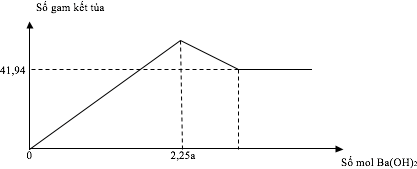 Số gam kết tủa
41,94
0
2,25a
Số mol Ba(OH)₂